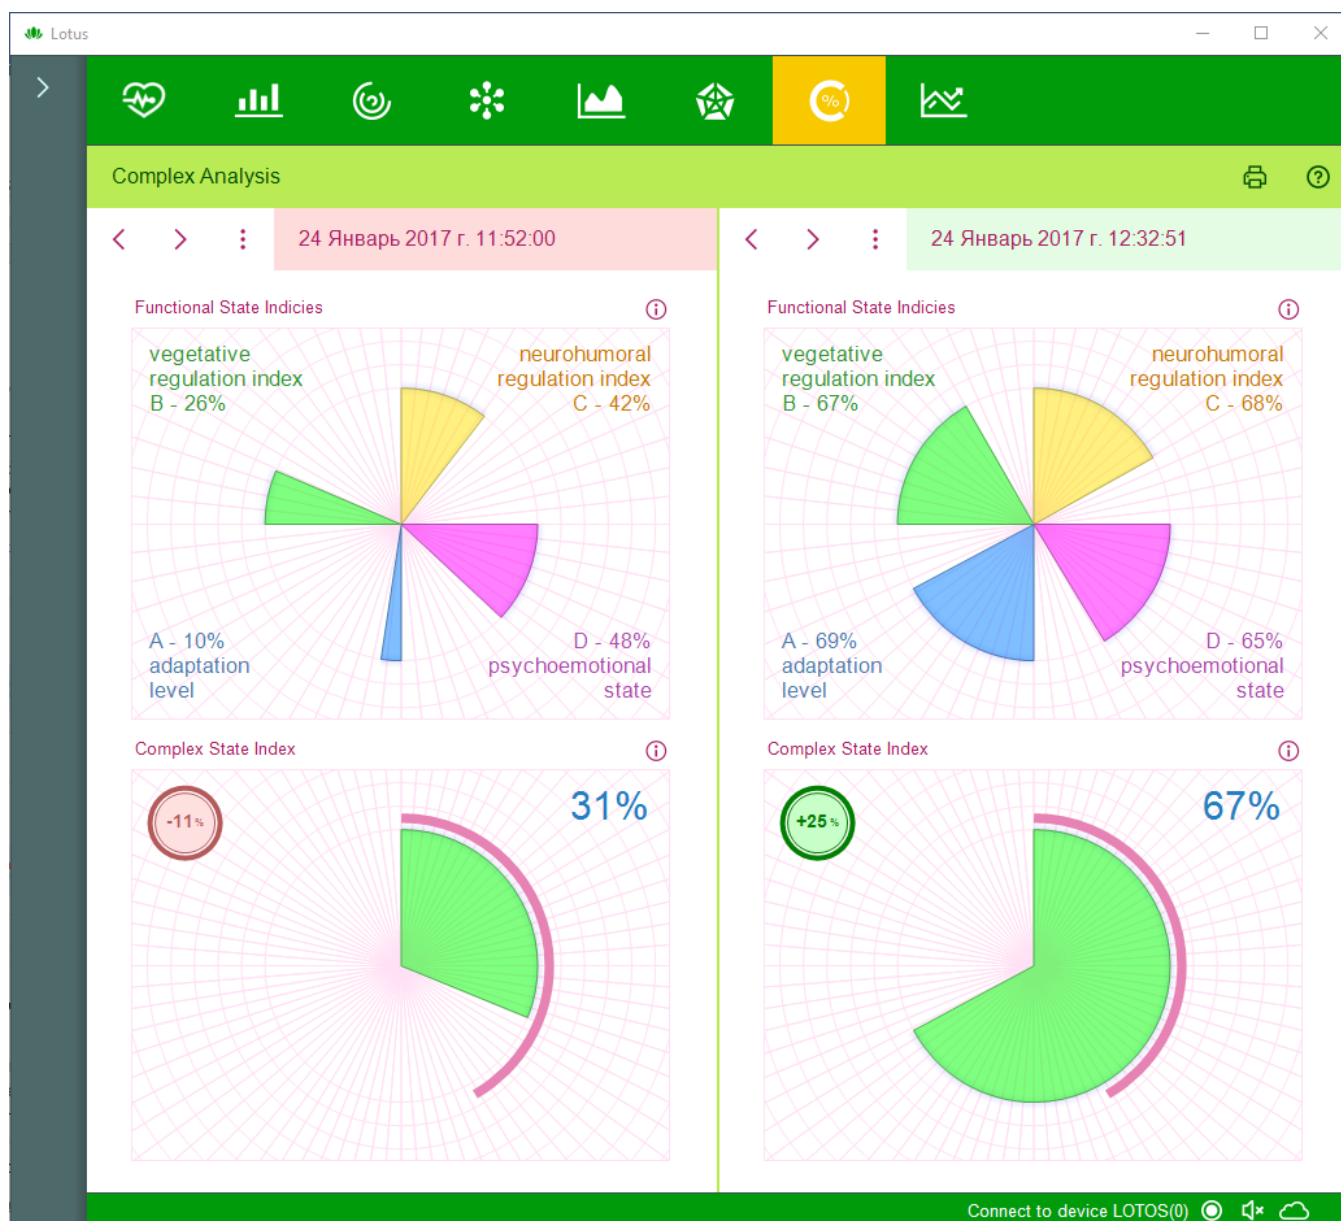 Lotus
Complex Analysis
24 Январь 2017 г. 11:52:00
Functional State Indicies
vegetative
regulation index
B - 26%
neurohumoral
regulation index
C - 42%
A - 10%
adaptation
level
D - 48%
psychoemotional
state
Complex State Index
-11 %
31%
24 Январь 2017 г. 12:32:51
Functional State Indicies
vegetative
regulation index
B - 67%
neurohumoral
regulation index
C - 68%
A - 69%
adaptation
level
D - 65%
psychoemotional
state
Complex State Index
+25 %
67%
Connect to device LOTOS(0)